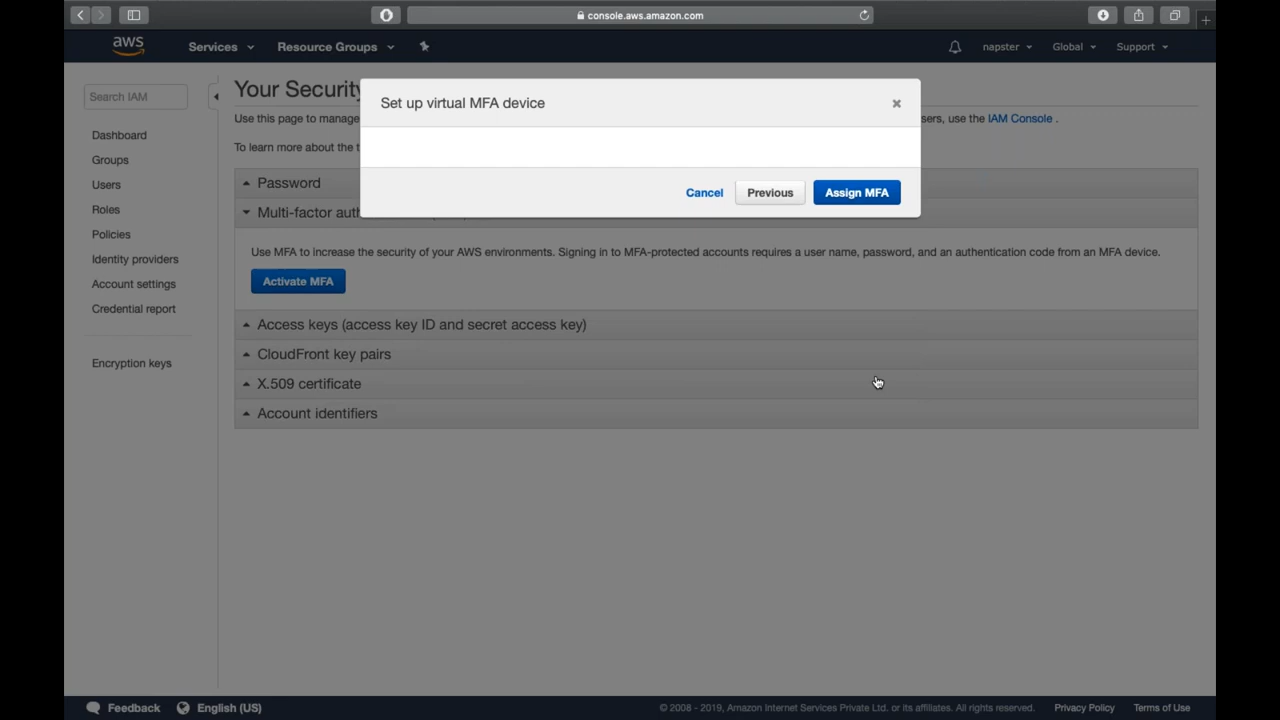 console.aws.amazon.com
aws
Services
Resource Groups
napster
Global
Support
Search IAM
Dashboard
Groups
Users
Roles
Policies
Identity providers
Account settings
Credential report
Encryption keys
Your Security
Use this page to manage
sers, use the IAM Console .
To learn more about the t
Set up virtual MFA device
Cancel
Previous
Assign MFA
Password
Multi-factor aut
Use MFA to increase the security of your AWS environments. Signing in to MFA-protected accounts requires a user name, password, and an authentication code from an MFA device.
Activate MFA
Access keys (access key ID and secret access key)
CloudFront key pairs
X.509 certificate
Account identifiers
Feedback
English (US)
© 2008 - 2019, Amazon Internet Services Private Ltd. or its affiliates. All rights reserved.
Privacy Policy
Terms of Use